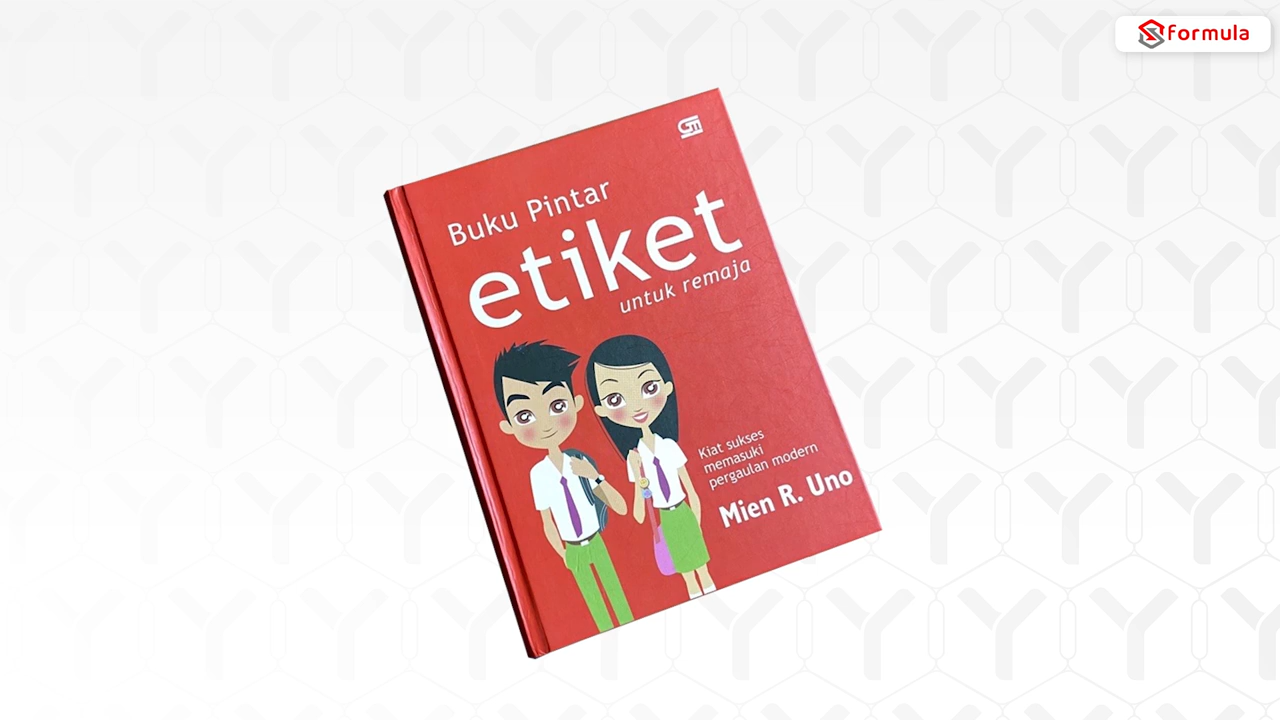 formula
Buku Pintar
etiket
untuk remaja
Kiat sukses
memasuki
pergaulan modern
Mien R. Uno